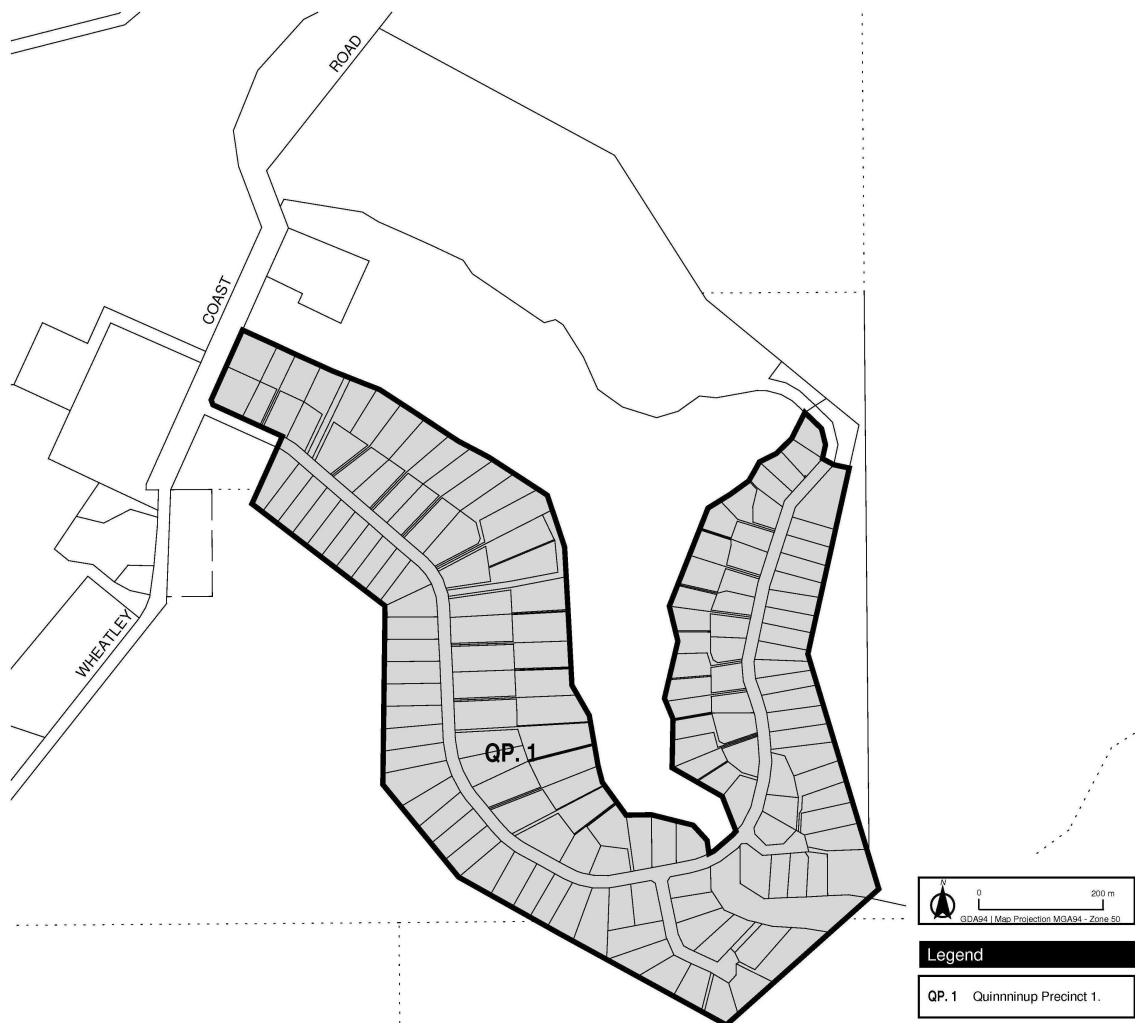 ROAD
COAST
WHEATLEY
QP. 1
N
0 200 m
GDA94 | Map Projection MGA94 - Zone 50
Legend
QP. 1 Quinnninup Precinct 1.